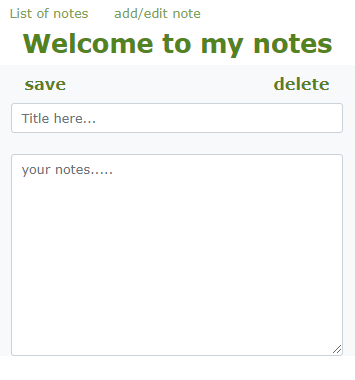 List of notes add/edit note
Welcome to my notes
save delete
Title here...
your notes.....